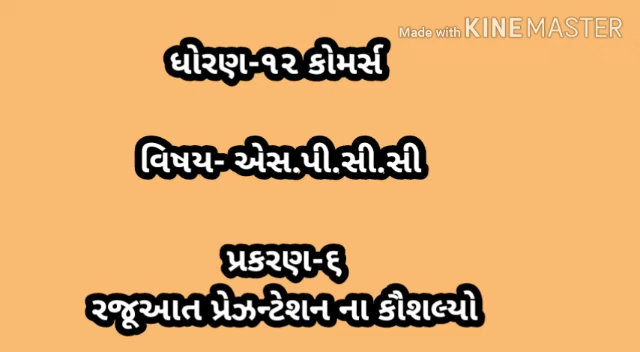 Made with KINEMASTER
ધોરણ-૧૨ કોમર્સ
વિષય- એસ.પી.સી.સી
પ્રકરણ-૬
રજૂઆત પ્રેઝન્ટેશન ના કૌશલ્યો